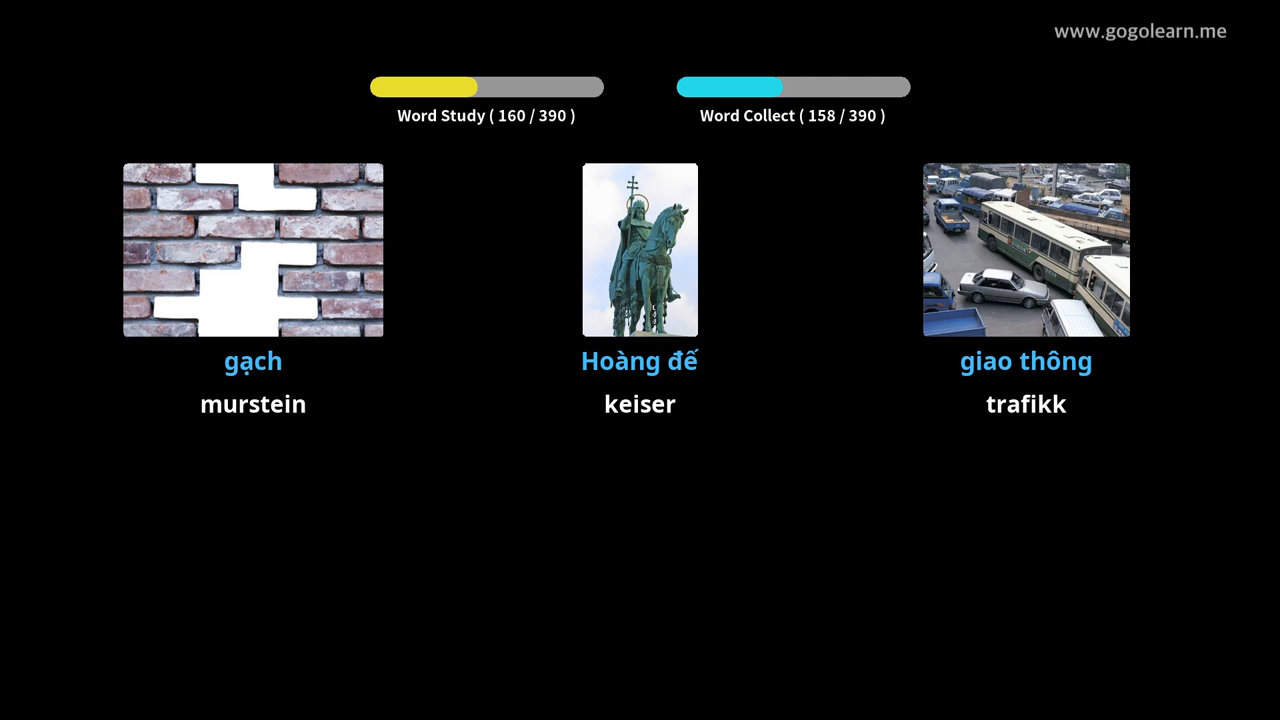 www.gogolearn.me
Word Study ( 160 / 390 )
Word Collect ( 158 / 390 )
gạch
Hoàng đế
giao thông
murstein
keiser
trafikk